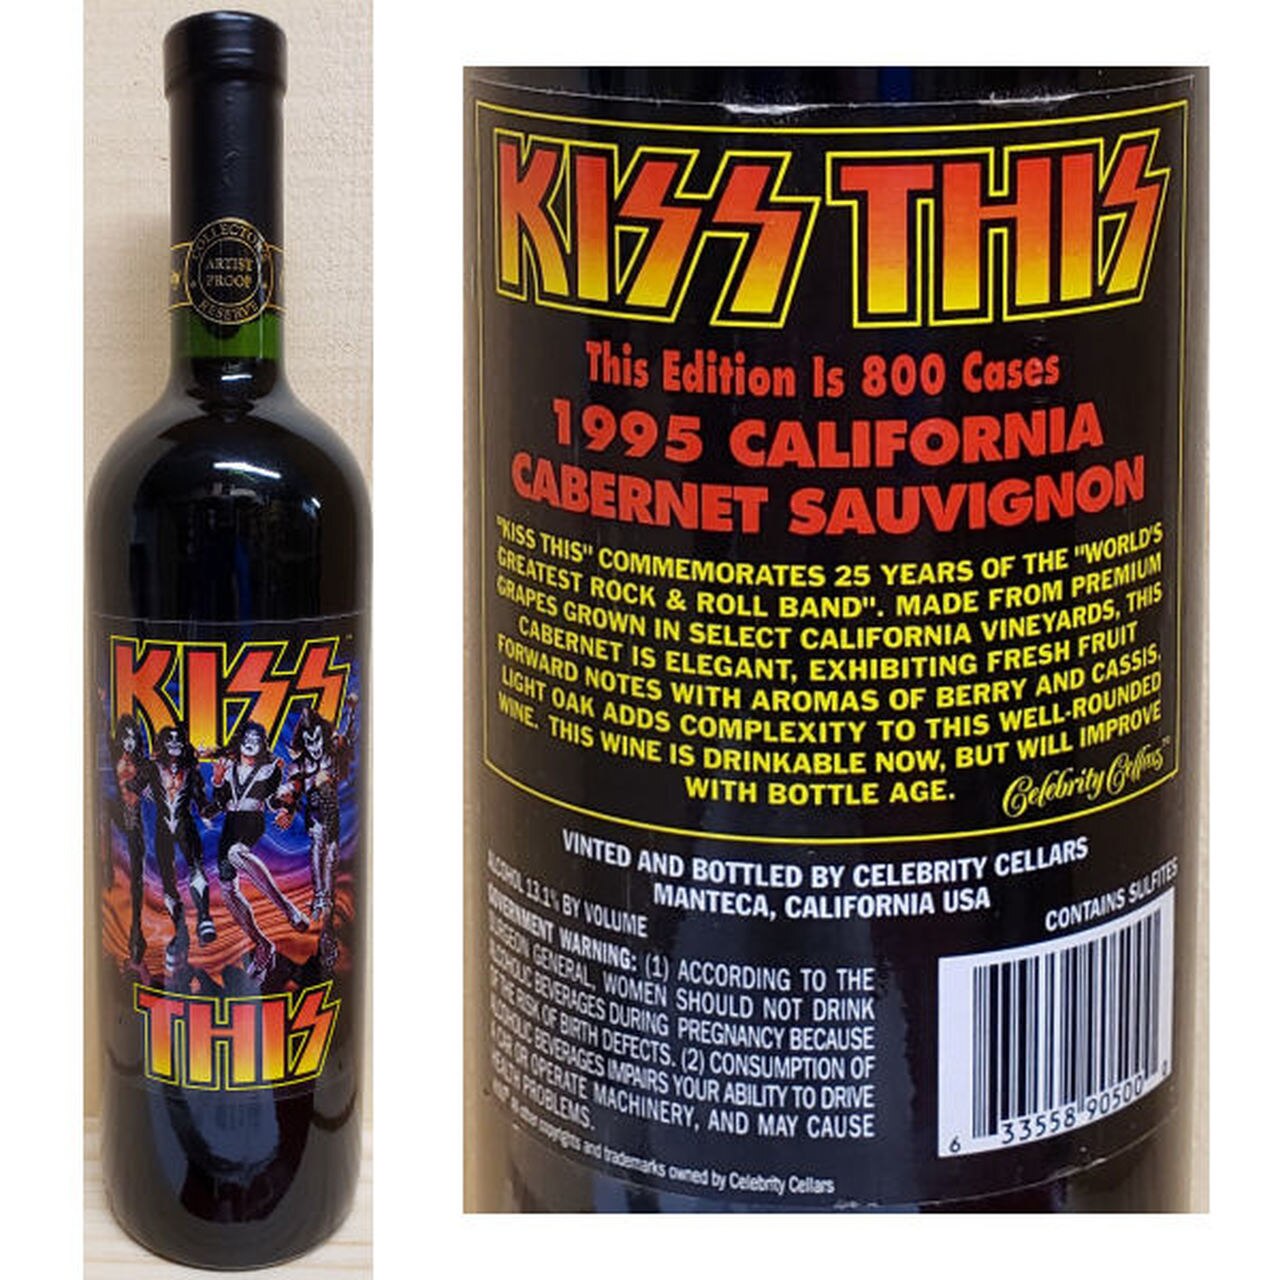 COLLECTORS
ARTIST
PROOF
RESERVE
KISS
THIS
KISS THIS
This Edition Is 800 Cases
1995 CALIFORNIA
CABERNET SAUVIGNON
"KISS THIS" COMMEMORATES 25 YEARS OF THE "WORLD'S
GREATEST ROCK & ROLL BAND". MADE FROM PREMIUM
GRAPES GROWN IN SELECT CALIFORNIA VINEYARDS, THIS
CABERNET IS ELEGANT, EXHIBITING FRESH FRUIT
FORWARD NOTES WITH AROMAS OF BERRY AND CASSIS.
LIGHT OAK ADDS COMPLEXITY TO THIS WELL-ROUNDED
WINE. THIS WINE IS DRINKABLE NOW, BUT WILL IMPROVE
WITH BOTTLE AGE.
Celebrity Cellars™
VINTED AND BOTTLED BY CELEBRITY CELLARS
MANTECA, CALIFORNIA USA
ALCOHOL 13.1% BY VOLUME
CONTAINS SULFITES
GOVERNMENT WARNING: (1) ACCORDING TO THE
SURGEON GENERAL, WOMEN SHOULD NOT DRINK
ALCOHOLIC BEVERAGES DURING PREGNANCY BECAUSE
OF THE RISK OF BIRTH DEFECTS. (2) CONSUMPTION OF
ALCOHOLIC BEVERAGES IMPAIRS YOUR ABILITY TO DRIVE
A CAR OR OPERATE MACHINERY, AND MAY CAUSE
HEALTH PROBLEMS.
all other copyrights and trademarks owned by Celebrity Cellars
6 33558 90500 0